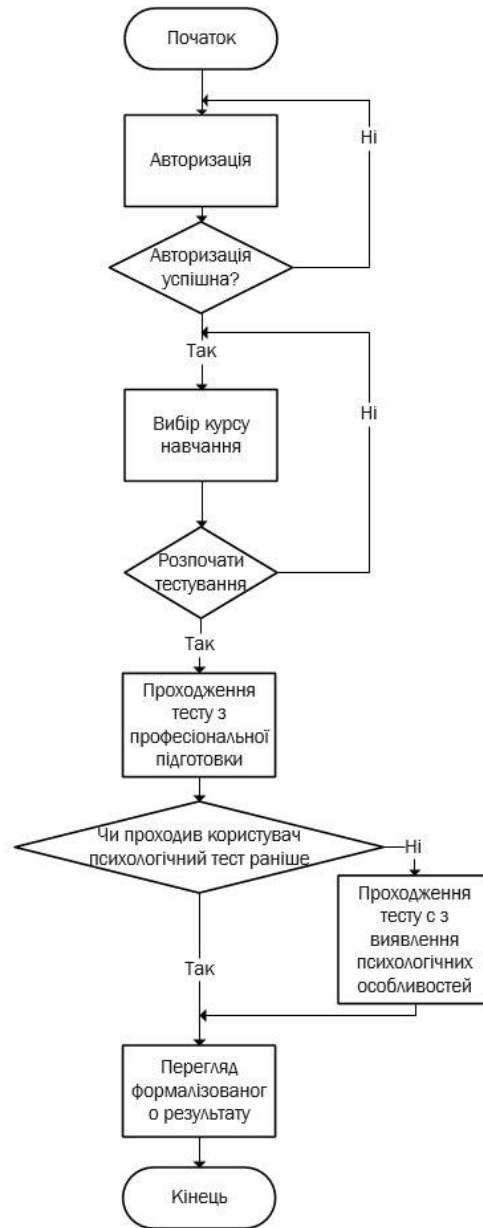 Початок
Ні
Авторизація
Авторизація
успішна?
Так
Ні
Вибір курсу
навчання
Розпочати
тестування
Так
Проходження
тесту з
професіональної
підготовки
Чи проходив користувач
психологічний тест раніше
Ні
Проходження
тесту с з
виявлення
психологічних
особливостей
Так
Перегляд
формалізованог
о результату
Кінець